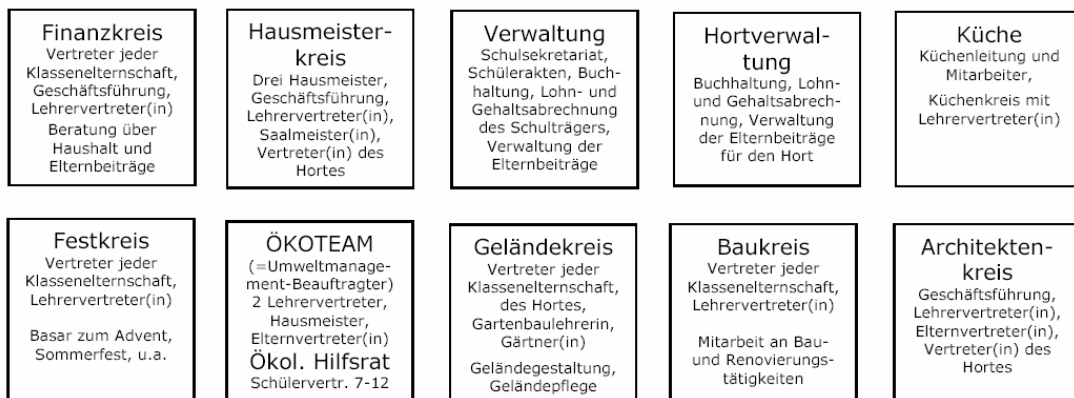 Finanzkreis
Vertreter jeder
Klassenelternschaft,
Geschäftsführung,
Lehrervertreter(in)
Beratung über
Haushalt und
Elternbeiträge
Hausmeister-
kreis
Drei Hausmeister,
Geschäftsführung,
Lehrervertreter(in),
Saalmeister(in),
Vertreter(in) des
Hortes
Verwaltung
Schulsekretariat,
Schülerakten, Buch-
haltung, Lohn- und
Gehaltsabrechnung
des Schulträgers,
Verwaltung der
Elternbeiträge
Hortverwal-
tung
Buchhaltung, Lohn-
und Gehaltsabrech-
nung, Verwaltung
der Elternbeiträge
für den Hort
Küche
Küchenleitung und
Mitarbeiter,
Küchenkreis mit
Lehrervertreter(in)
Festkreis
Vertreter jeder
Klassenelternschaft,
Lehrervertreter(in)
Basar zum Advent,
Sommerfest, u.a.
ÖKOTEAM
(=Umweltmanage-
ment-Beauftragter)
2 Lehrervertreter,
Hausmeister,
Elternvertreter(in)
Ökol. Hilfsrat
Schülervertr. 7-12
Geländekreis
Vertreter jeder
Klassenelternschaft,
des Hortes,
Gartenbaulehrerin,
Gärtner(in)
Geländegestaltung,
Geländepflege
Baukreis
Vertreter jeder
Klassenelternschaft,
Lehrervertreter(in)
Mitarbeit an Bau-
und Renovierungs-
tätigkeiten
Architekten-
kreis
Geschäftsführung,
Lehrervertreter(in),
Elternvertreter(in),
Vertreter(in) des
Hortes